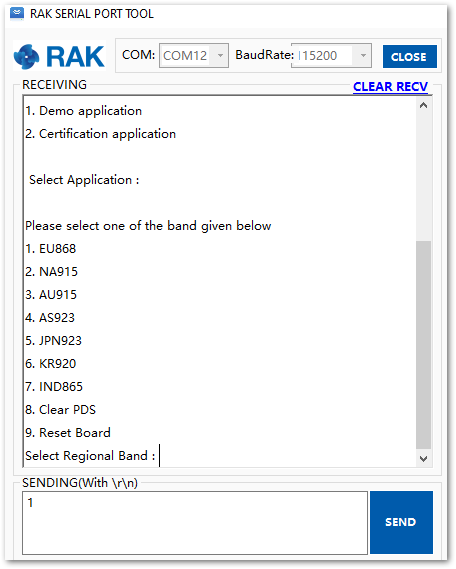 RAK SERIAL PORT TOOL
RAK COM: COM12 BaudRate: 115200 CLOSE
RECEIVING CLEAR RECV
1. Demo application
2. Certification application
Select Application :
Please select one of the band given below
1. EU868
2. NA915
3. AU915
4. AS923
5. JPN923
6. KR920
7. IND865
8. Clear PDS
9. Reset Board
Select Regional Band :
SENDING(With \r\n)
1
SEND